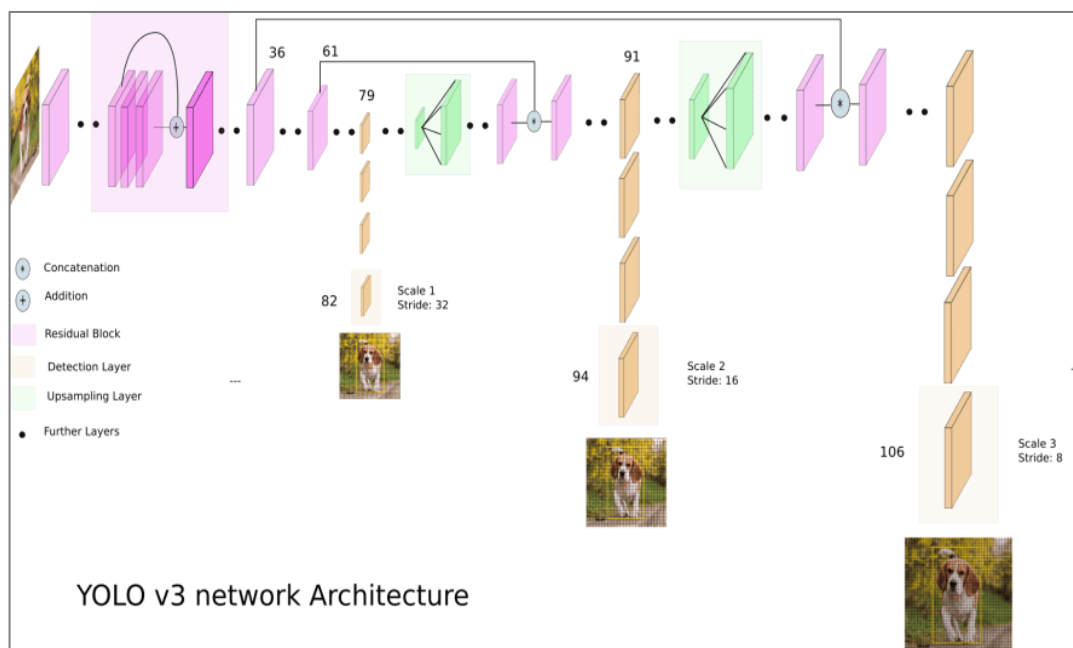 36
61
91
79
*
*
+
* Concatenation
+ Addition
82
Scale 1
Stride: 32
Residual Block
Detection Layer
---
94
Scale 2
Stride: 16
Upsampling Layer
Further Layers
106
Scale 3
Stride: 8
YOLO v3 network Architecture